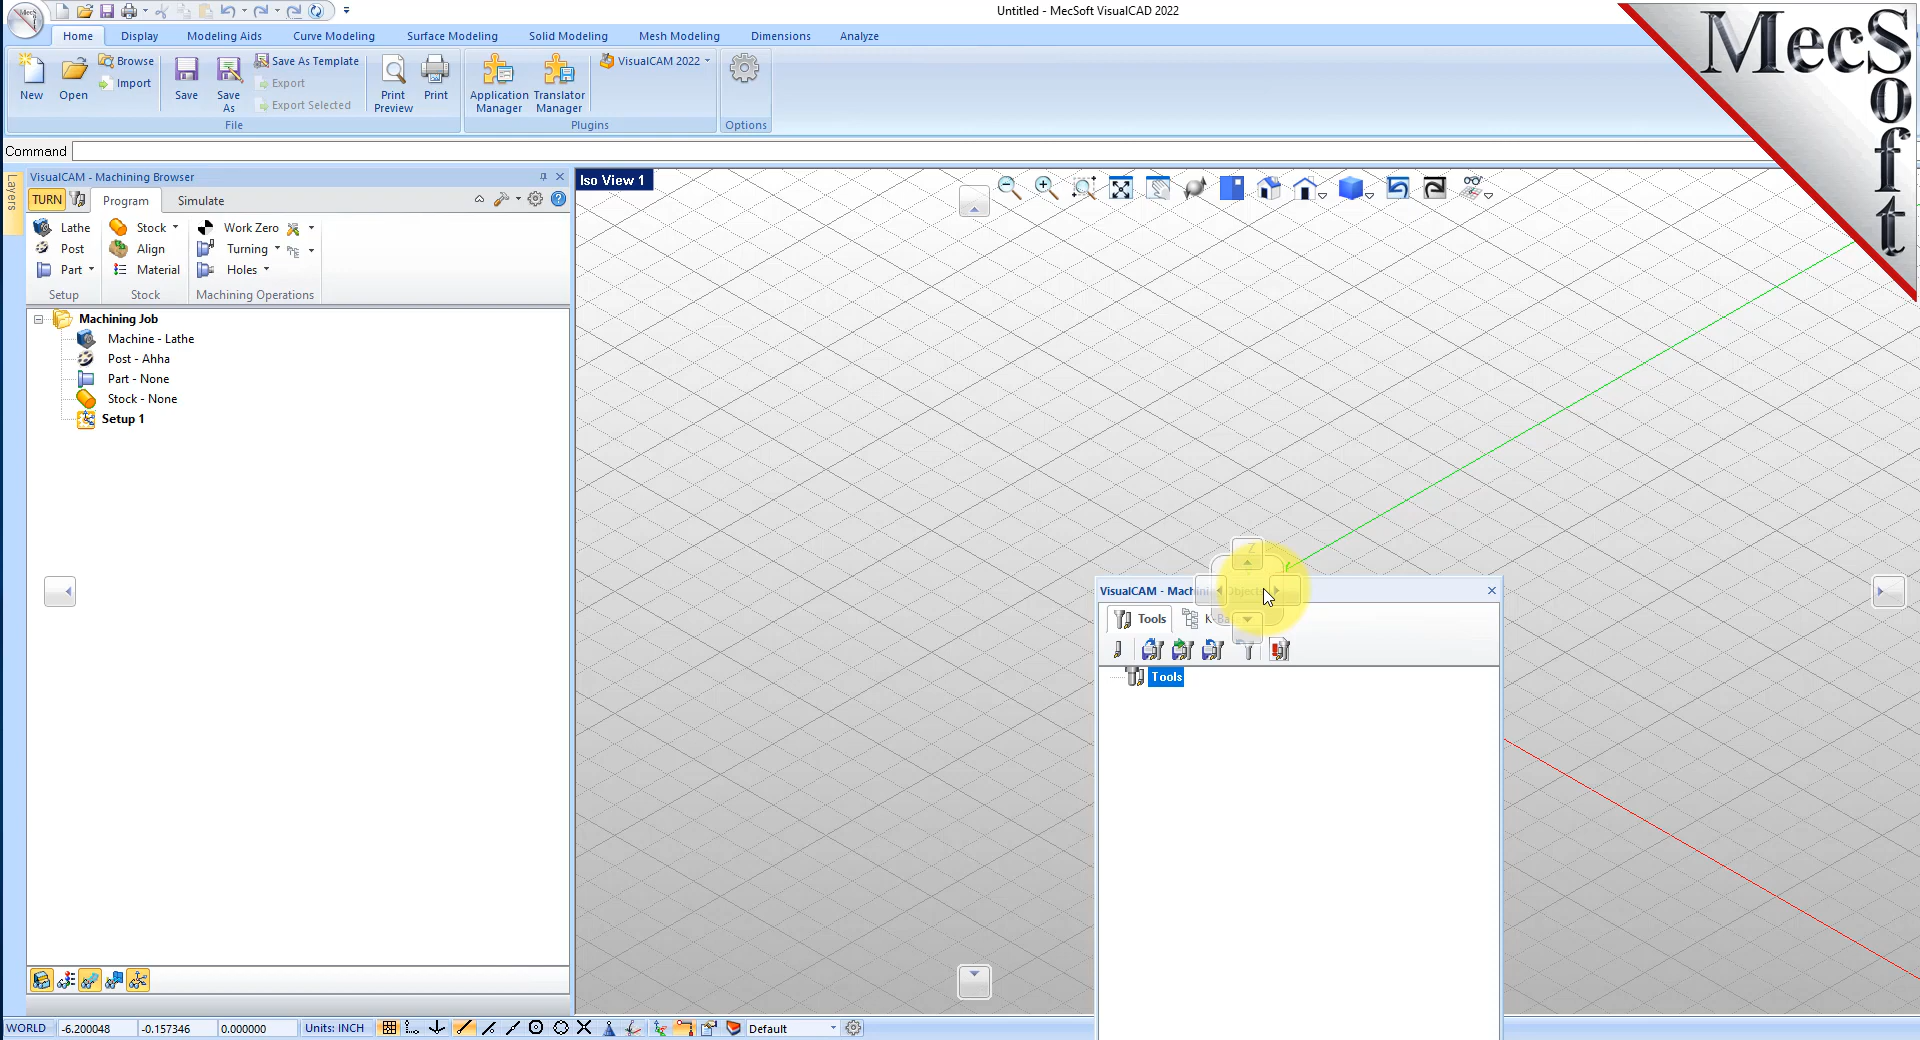 Untitled - MecSoft VisualCAD 2022
MecS
Home Display Modeling Aids Curve Modeling Surface Modeling Solid Modeling Mesh Modeling Dimensions Analyze
New Open Browse Import Save Save As Save As Template Export Export Selected Print Preview Print
File
Application Manager Translator Manager VisualCAM 2022
Plugins
Options
Command
MecSoft
Layers
VisualCAM - Machining Browser
TURN Program Simulate
Lathe Stock Work Zero
Post Align Turning
Part Material Holes
Setup Stock Machining Operations
Machining Job
Machine - Lathe
Post - Ahha
Part - None
Stock - None
Setup 1
Iso View 1
Z
VisualCAM - Machini Objec
Tools K-Ba
Tools
WORLD -6.200048 -0.157346 0.000000 Units: INCH Default